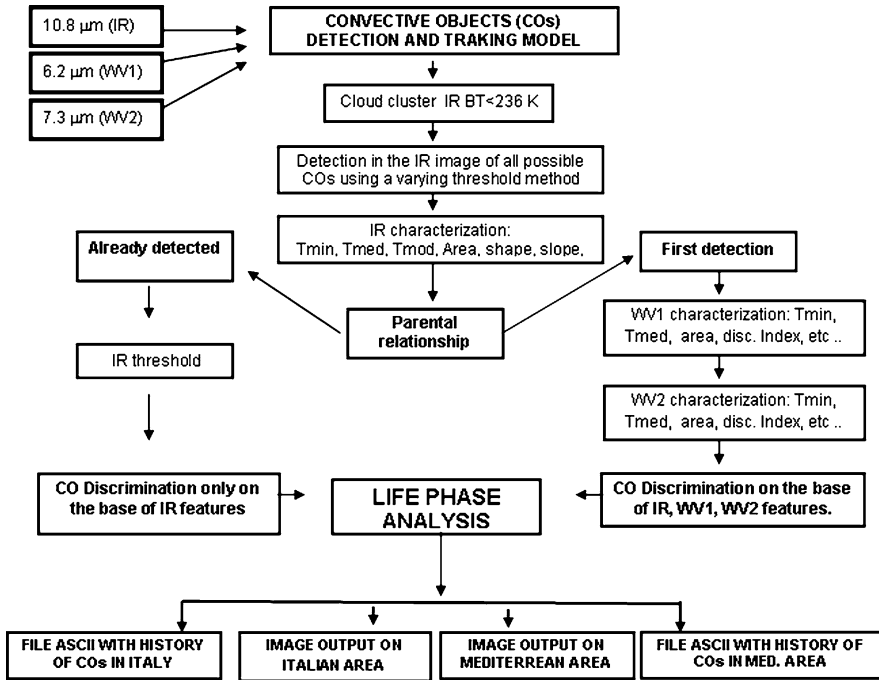 10.8 µm (IR)
6.2 µm (WV1)
7.3 µm (WV2)
CONVECTIVE OBJECTS (COs)
DETECTION AND TRAKING MODEL
Cloud cluster IR BT<236 K
Detection in the IR image of all possible
COs using a varying threshold method
IR characterization:
Tmin, Tmed, Tmod, Area, shape, slope,
Already detected
First detection
Parental
relationship
IR threshold
WV1 characterization: Tmin,
Tmed, area, disc. Index, etc ..
WV2 characterization: Tmin,
Tmed, area, disc. Index, etc ..
CO Discrimination only on
the base of IR features
LIFE PHASE
ANALYSIS
CO Discrimination on the base
of IR, WV1, WV2 features.
FILE ASCII WITH HISTORY
OF COs IN ITALY
IMAGE OUTPUT ON
ITALIAN AREA
IMAGE OUTPUT ON
MEDITERREAN AREA
FILE ASCII WITH HISTORY OF
COs IN MED. AREA